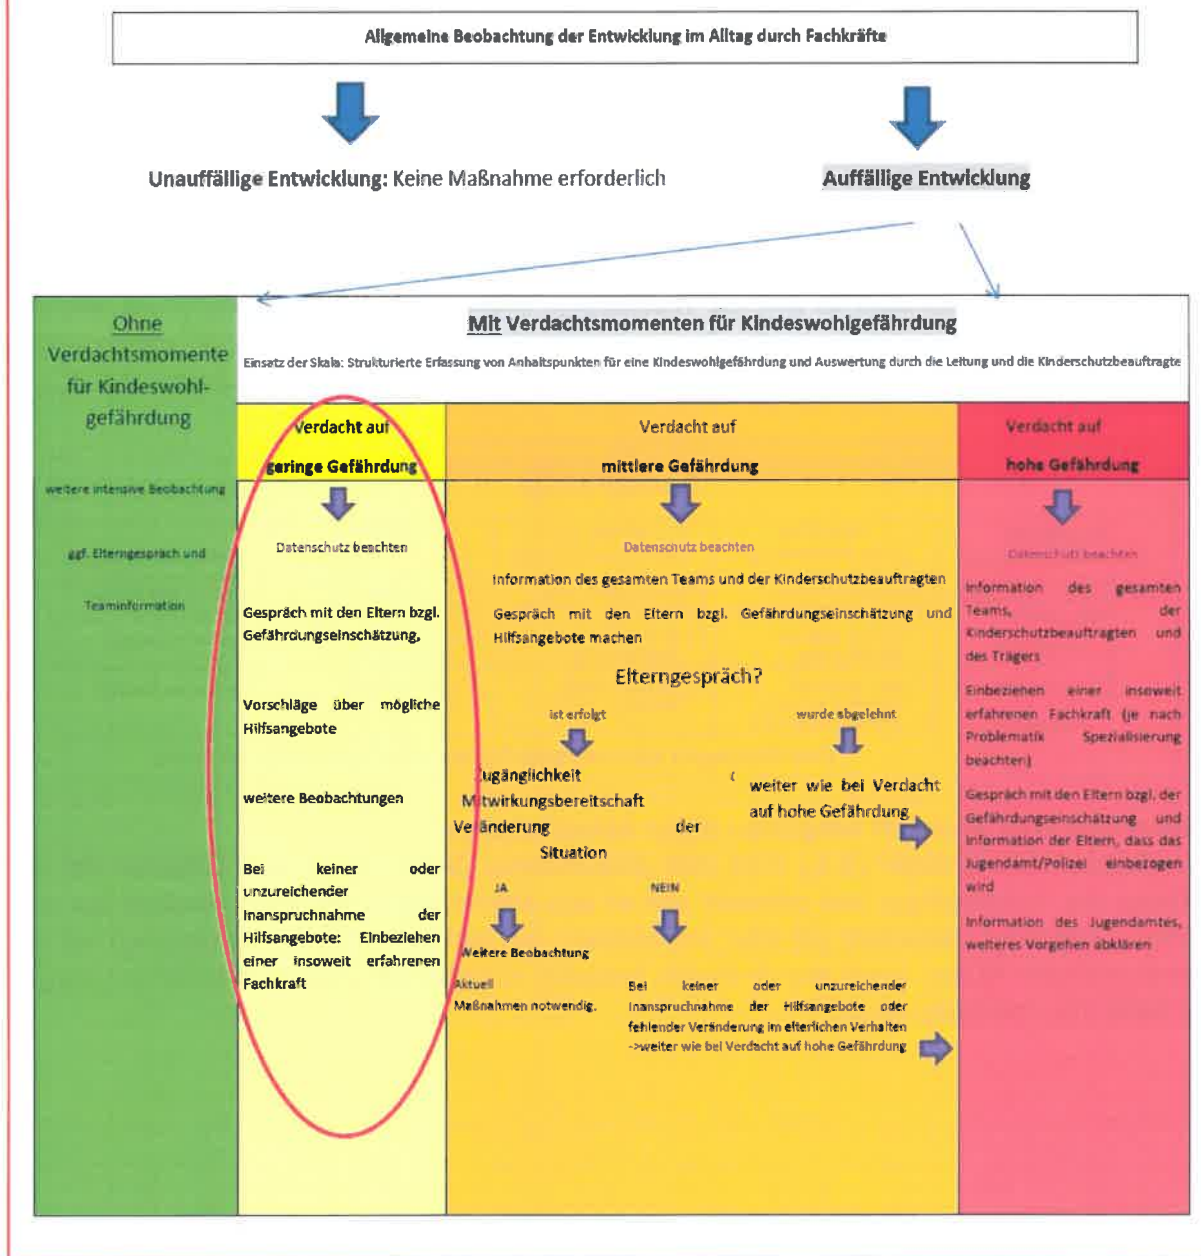 Allgemeine Beobachtung der Entwicklung im Alltag durch Fachkräfte
Unauffällige Entwicklung: Keine Maßnahme erforderlich
Auffällige Entwicklung
Ohne
Verdachtsmomente
für Kindeswohl-
gefährdung
weitere intensive Beobachtung
ggf. Elterngespräch und
Teaminformation
Mit Verdachtsmomenten für Kindeswohlgefährdung
Einsatz der Skala: Strukturierte Erfassung von Anhaltspunkten für eine Kindeswohlgefährdung und Auswertung durch die Leitung und die Kinderschutzbeauftragte
Verdacht auf
geringe Gefährdung
Datenschutz beachten
Gespräch mit den Eltern bzgl.
Gefährdungseinschätzung,
Vorschläge über mögliche
Hilfsangebote
weitere Beobachtungen
Bei keiner oder
unzureichender
Inanspruchnahme der
Hilfsangebote: Einbeziehen
einer insoweit erfahrenen
Fachkraft
Verdacht auf
mittlere Gefährdung
Datenschutz beachten
Information des gesamten Teams und der Kinderschutzbeauftragten
Gespräch mit den Eltern bzgl. Gefährdungseinschätzung und
Hilfsangebote machen
Elterngespräch?
ist erfolgt
wurde abgelehnt
Zugänglichkeit
Mitwirkungsbereitschaft
Veränderung der
Situation
weiter wie bei Verdacht
auf hohe Gefährdung
JA
NEIN
Weitere Beobachtung
Aktuell
Maßnahmen notwendig.
Bei keiner oder unzureichender
Inanspruchnahme der Hilfsangebote oder
fehlender Veränderung im elterlichen Verhalten
->weiter wie bei Verdacht auf hohe Gefährdung
Verdacht auf
hohe Gefährdung
Datenschutz beachten
Information des gesamten
Teams, der
Kinderschutzbeauftragten und
des Trägers
Einbeziehen einer insoweit
erfahrenen Fachkraft (je nach
Problematik Spezialisierung
beachten)
Gespräch mit den Eltern bzgl. der
Gefährdungseinschätzung und
Information der Eltern, dass das
Jugendamt/Polizei einbezogen
wird
Information des Jugendamtes,
weiteres Vorgehen abklären